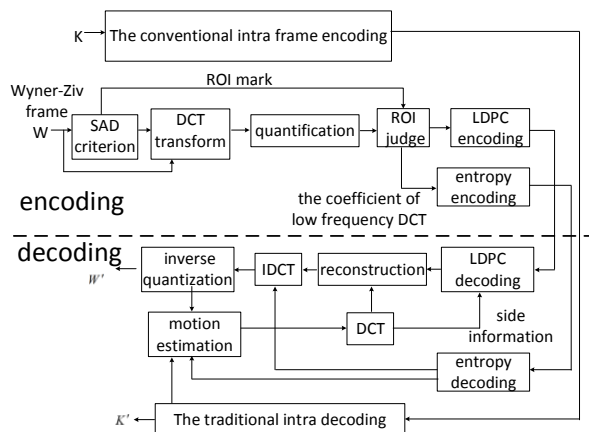 K
The conventional intra frame encoding
ROI mark
Wyner-Ziv
frame
W
SAD
criterion
DCT
transform
quantification
ROI
judge
LDPC
encoding
entropy
encoding
the coefficient of
low frequency DCT
encoding
decoding
W'
inverse
quantization
IDCT
reconstruction
LDPC
decoding
motion
estimation
DCT
side
information
entropy
decoding
K'
The traditional intra decoding